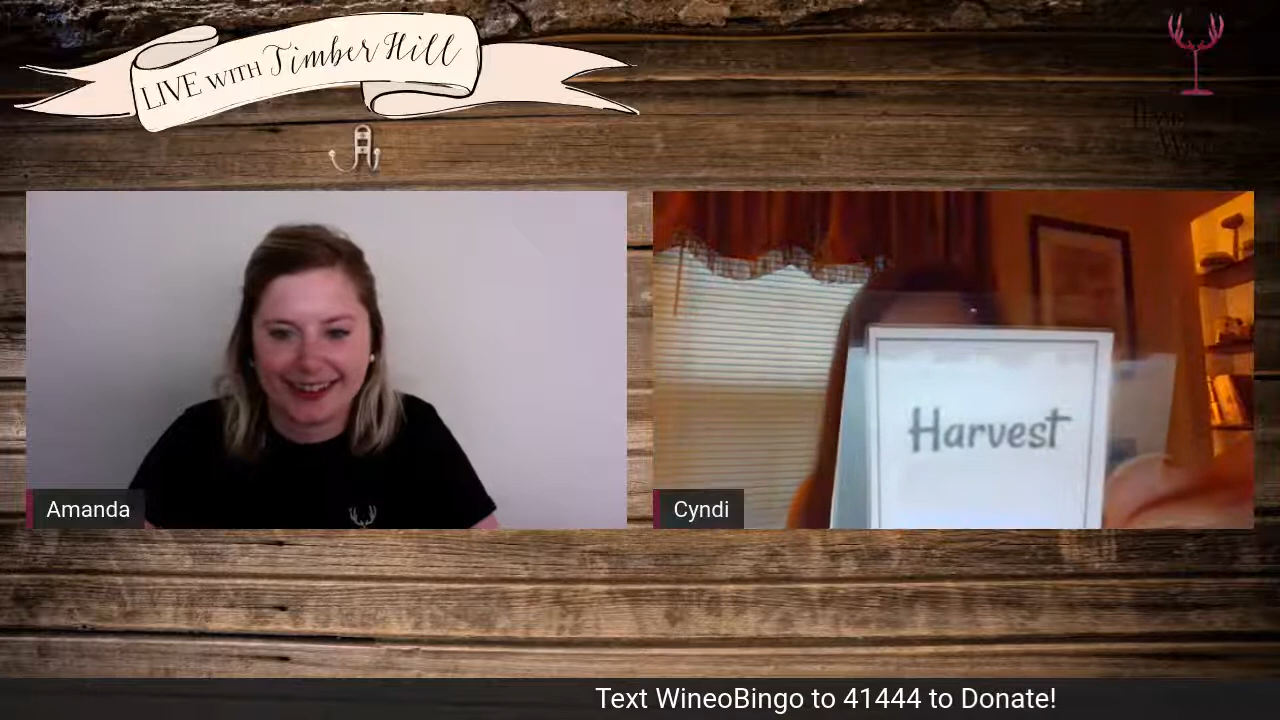 LIVE WITH Timber Hill
Amanda
Cyndi
Harvest
Text WineoBingo to 41444 to Donate!